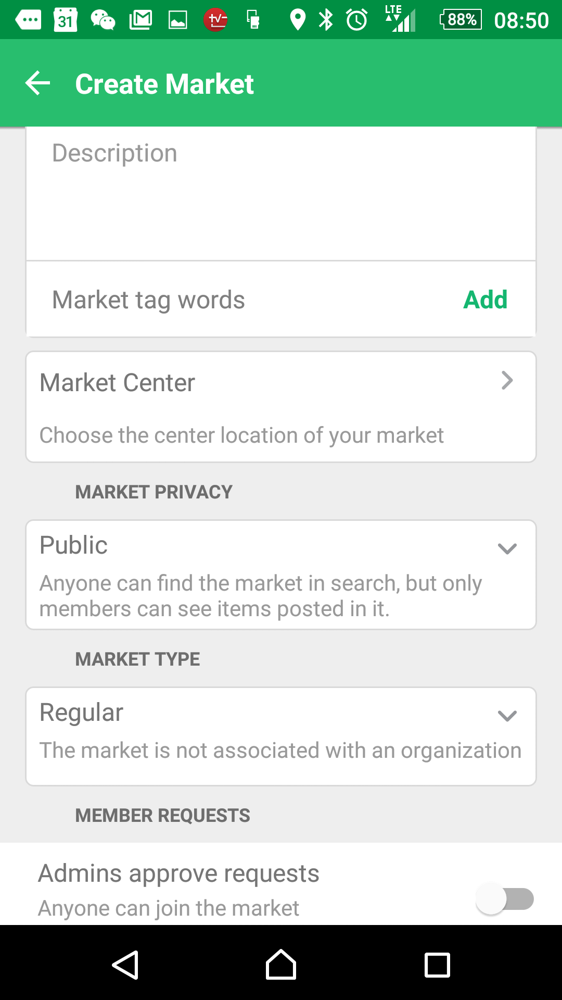 31 LTE 88% 08:50
Create Market
Description
Market tag words Add
Market Center
Choose the center location of your market
MARKET PRIVACY
Public
Anyone can find the market in search, but only
members can see items posted in it.
MARKET TYPE
Regular
The market is not associated with an organization
MEMBER REQUESTS
Admins approve requests
Anyone can join the market